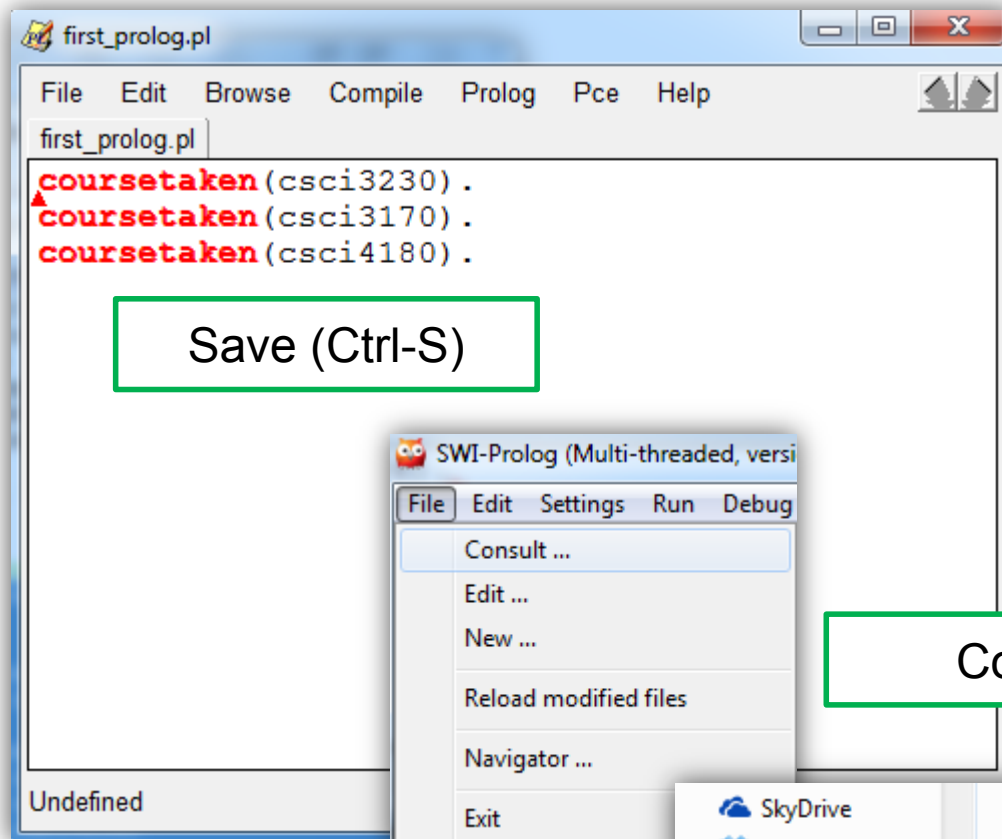 first_prolog.pl
File Edit Browse Compile Prolog Pce Help
first_prolog.pl
coursetaken(csci3230).
coursetaken(csci3170).
coursetaken(csci4180).
Save (Ctrl-S)
SWI-Prolog (Multi-threaded, versi
File Edit Settings Run Debug
Consult ...
Edit ...
New ...
Co
Reload modified files
Navigator ...
Undefined
Exit
SkyDrive